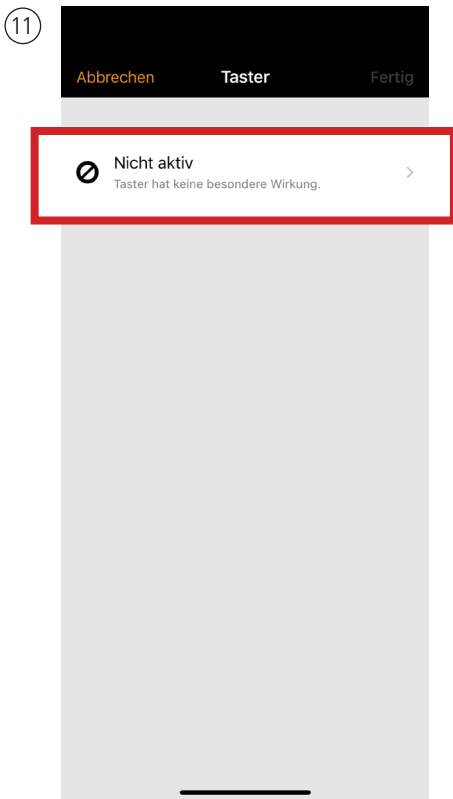 11
Abbrechen Taster Fertig
Nicht aktiv
Taster hat keine besondere Wirkung.